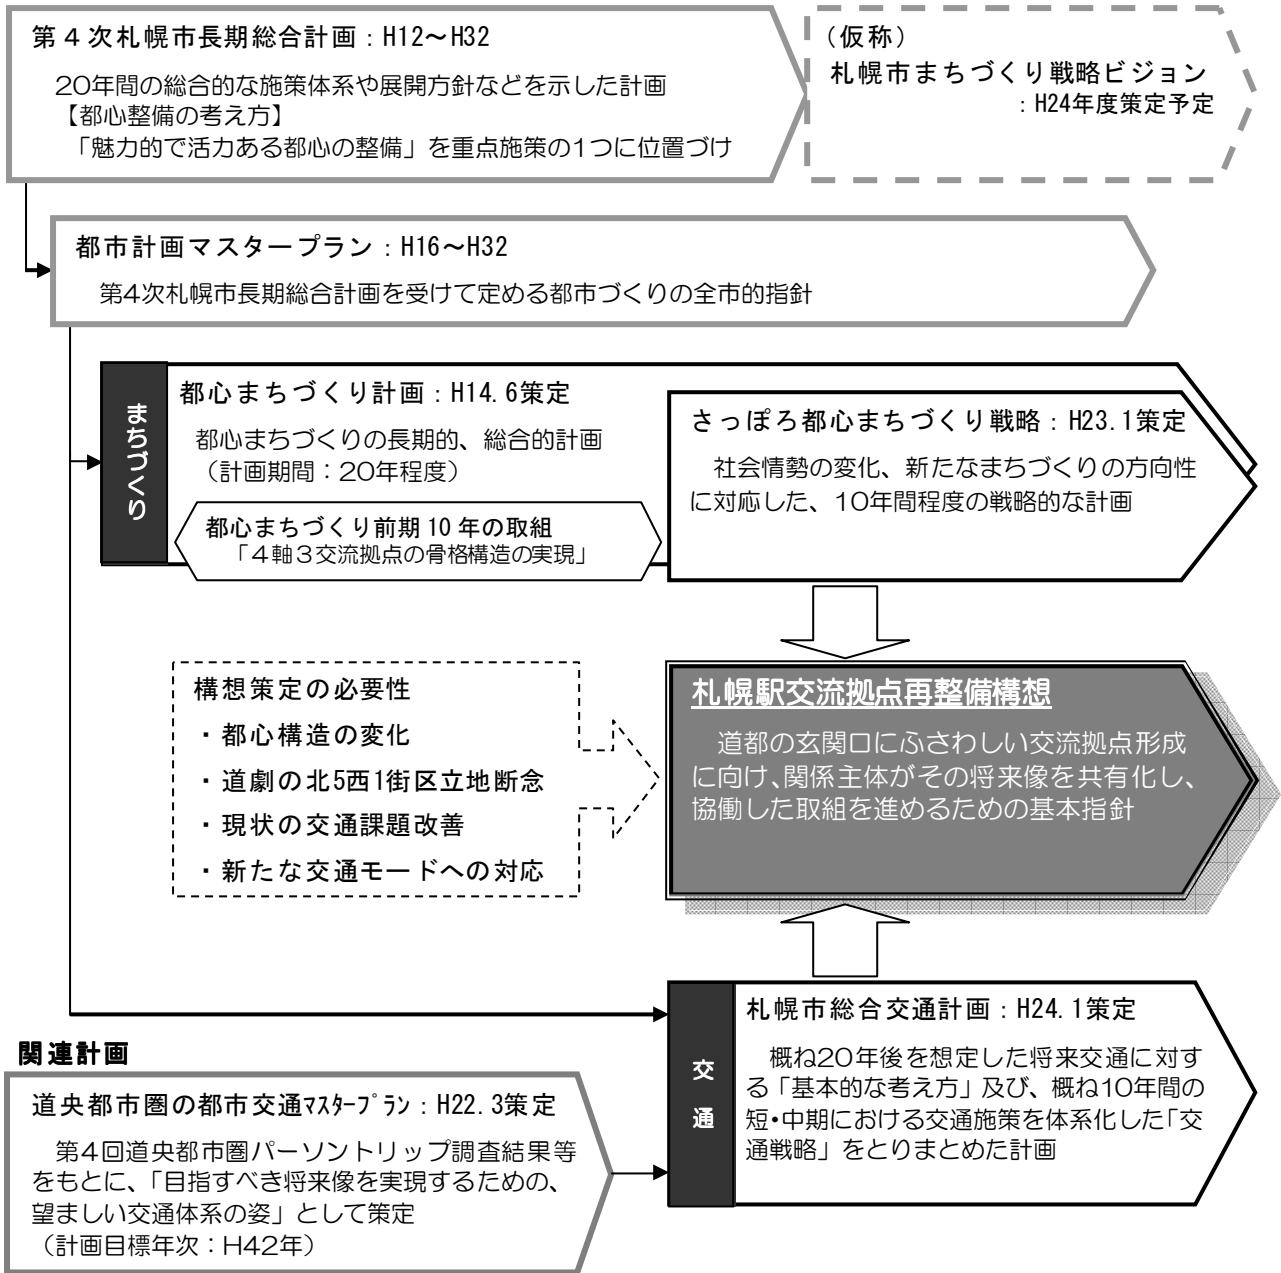 第４次札幌市長期総合計画：H12～H32
20年間の総合的な施策体系や展開方針などを示した計画
【都心整備の考え方】
「魅力的で活力ある都心の整備」を重点施策の1つに位置づけ
（仮称）
札幌市まちづくり戦略ビジョン
：H24年度策定予定
都市計画マスタープラン：H16～H32
第4次札幌市長期総合計画を受けて定める都市づくりの全市的指針
まちづくり
都心まちづくり計画：H14.6策定
都心まちづくりの長期的、総合的計画
（計画期間：20年程度）
都心まちづくり前期10年の取組
「４軸３交流拠点の骨格構造の実現」
さっぽろ都心まちづくり戦略：H23.1策定
社会情勢の変化、新たなまちづくりの方向性
に対応した、10年間程度の戦略的な計画
構想策定の必要性
・都心構造の変化
・道劇の北5西1街区立地断念
・現状の交通課題改善
・新たな交通モードへの対応
札幌駅交流拠点再整備構想
道都の玄関口にふさわしい交流拠点形成
に向け、関係主体がその将来像を共有化し、
協働した取組を進めるための基本指針
交通
札幌市総合交通計画：H24.1策定
概ね20年後を想定した将来交通に対す
る「基本的な考え方」及び、概ね10年間の
短・中期における交通施策を体系化した「交
通戦略」をとりまとめた計画
関連計画
道央都市圏の都市交通ﾏｽﾀｰﾌﾟﾗﾝ：H22.3策定
第4回道央都市圏パーソントリップ調査結果等
をもとに、「目指すべき将来像を実現するための、
望ましい交通体系の姿」として策定
（計画目標年次：H42年）